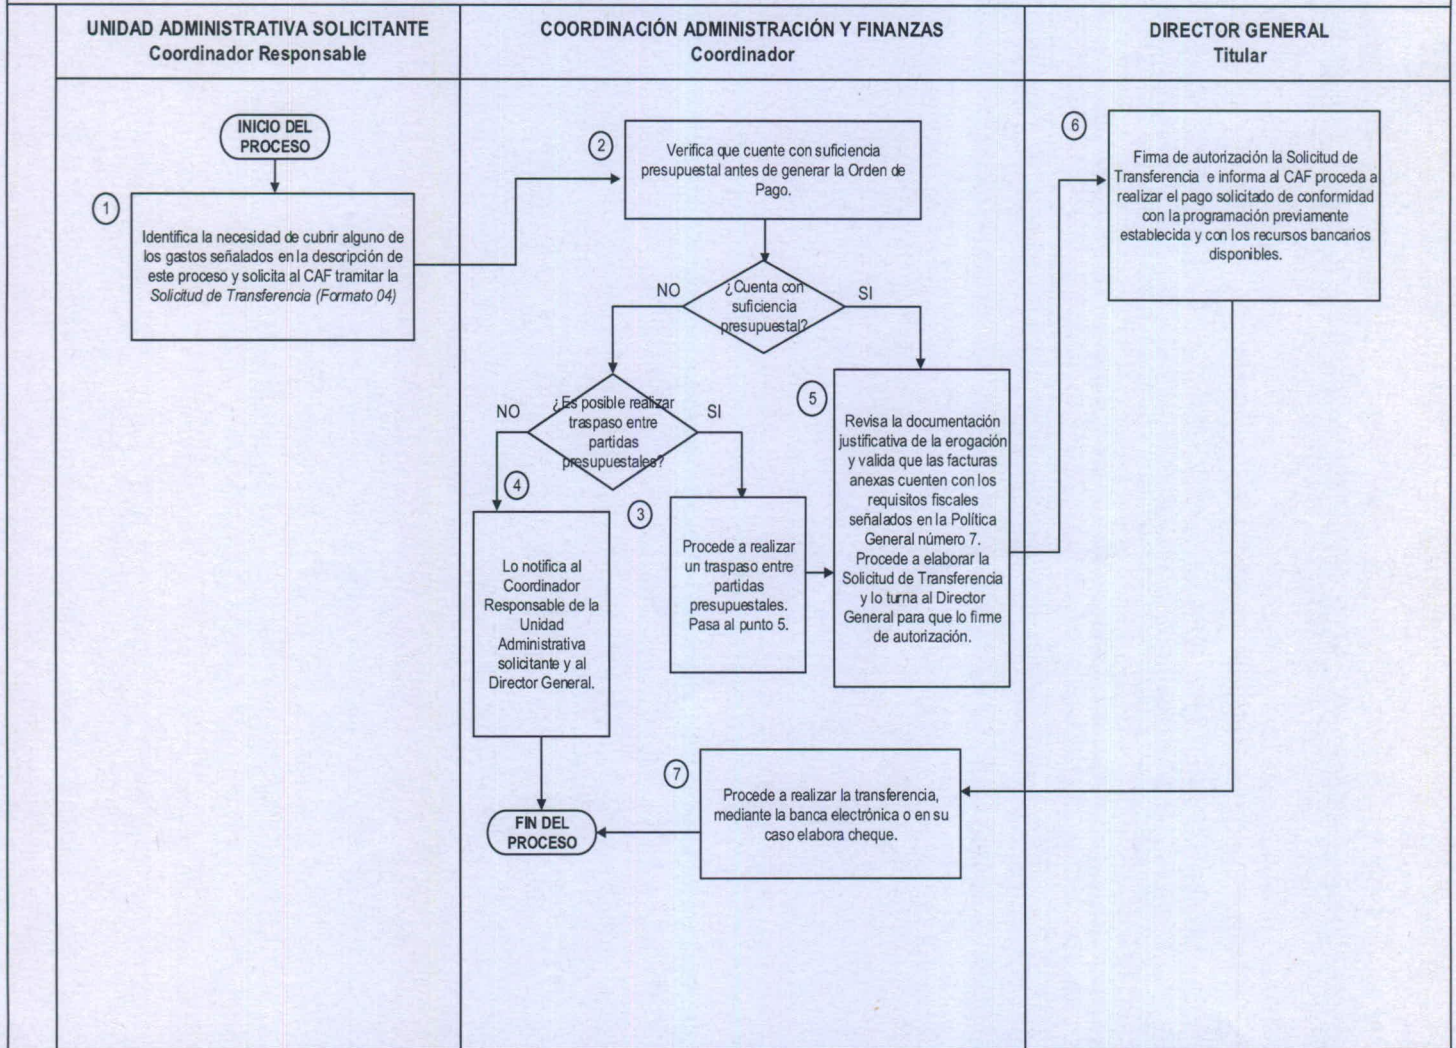 UNIDAD ADMINISTRATIVA SOLICITANTE
Coordinador Responsable
COORDINACIÓN ADMINISTRACIÓN Y FINANZAS
Coordinador
DIRECTOR GENERAL
Titular
INICIO DEL
PROCESO
1
Identifica la necesidad de cubrir alguno de
los gastos señalados en la descripción de
este proceso y solicita al CAF tramitar la
Solicitud de Transferencia (Formato 04)
2
Verifica que cuente con suficiencia
presupuestal antes de generar la Orden de
Pago.
¿Cuenta con
suficiencia
presupuestal?
NO
SI
¿Es posible realizar
traspaso entre
partidas
presupuestales?
NO
SI
4
Lo notifica al
Coordinador
Responsable de la
Unidad
Administrativa
solicitante y al
Director General.
3
Procede a realizar
un traspaso entre
partidas
presupuestales.
Pasa al punto 5.
5
Revisa la documentación
justificativa de la erogación
y valida que las facturas
anexas cuenten con los
requisitos fiscales
señalados en la Política
General número 7.
Procede a elaborar la
Solicitud de Transferencia
y lo turna al Director
General para que lo firme
de autorización.
6
Firma de autorización la Solicitud de
Transferencia e informa al CAF proceda a
realizar el pago solicitado de conformidad
con la programación previamente
establecida y con los recursos bancarios
disponibles.
7
Procede a realizar la transferencia,
mediante la banca electrónica o en su
caso elabora cheque.
FIN DEL
PROCESO